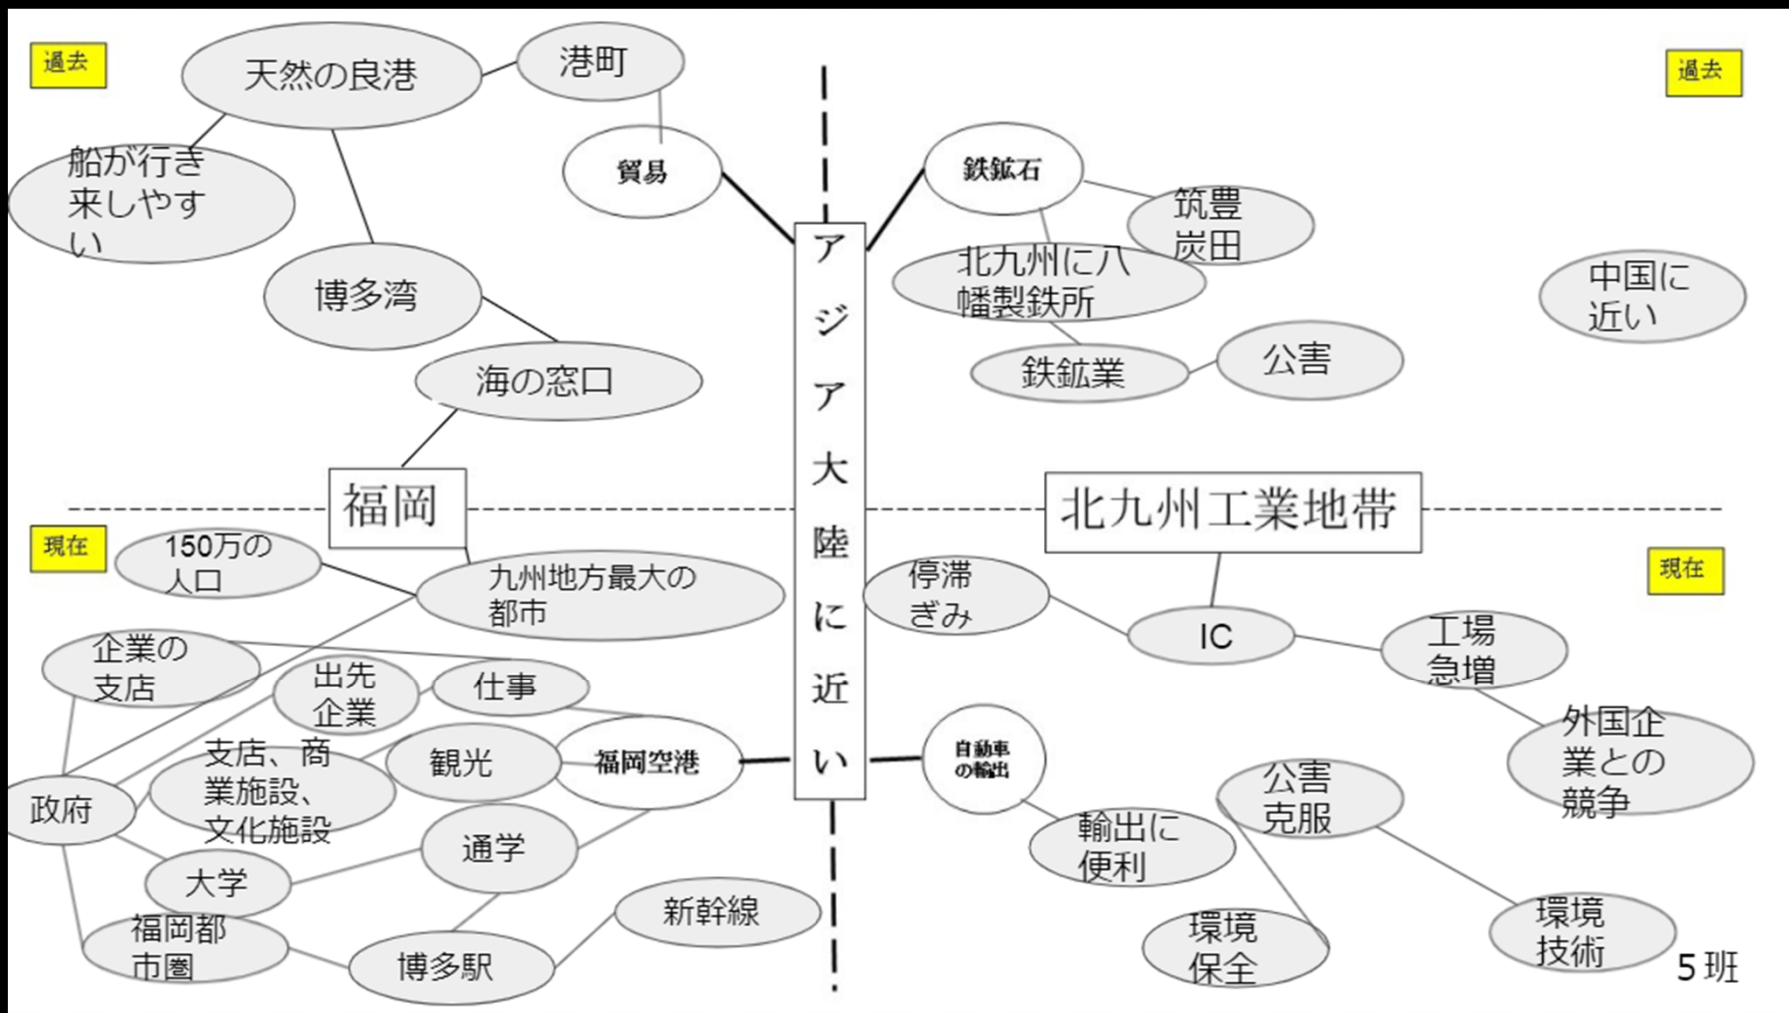 過去
天然の良港
港町
船が行き
来しやす
い
貿易
博多湾
海の窓口
福岡
アジア大陸に近い
過去
鉄鉱石
筑豊
炭田
北九州に八
幡製鉄所
中国に
近い
鉄鉱業
公害
北九州工業地帯
現在
150万の
人口
九州地方最大の
都市
企業の
支店
出先
企業
仕事
支店、商
業施設、
文化施設
観光
福岡空港
政府
通学
大学
新幹線
福岡都
市圏
博多駅
現在
停滞
ぎみ
IC
工場
急増
外国企
業との
競争
自動車
の輸出
輸出に
便利
公害
克服
環境
保全
環境
技術
5班